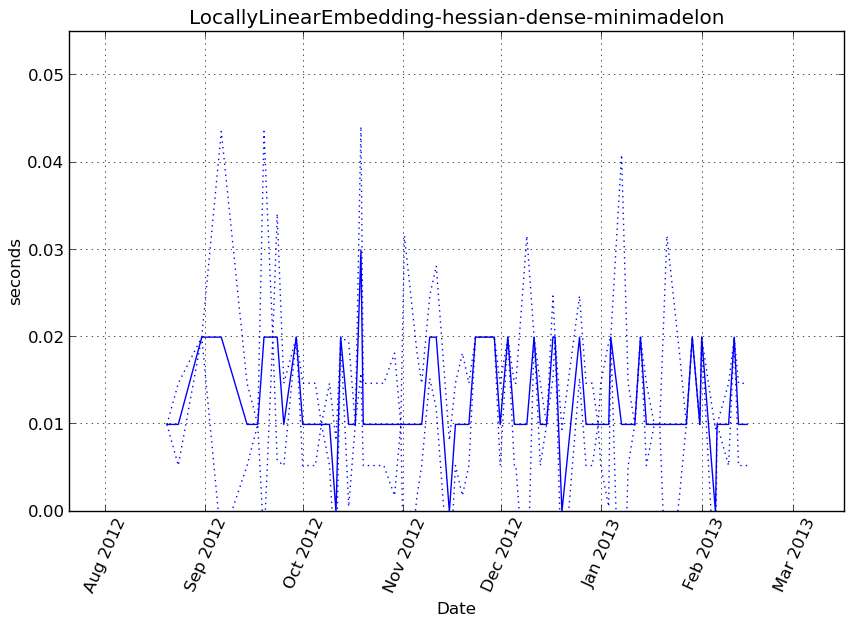 LocallyLinearEmbedding-hessian-dense-minimadelon
0.05
0.04
0.03
0.02
0.01
0.00
seconds
Aug 2012
Sep 2012
Oct 2012
Nov 2012
Dec 2012
Jan 2013
Feb 2013
Mar 2013
Date